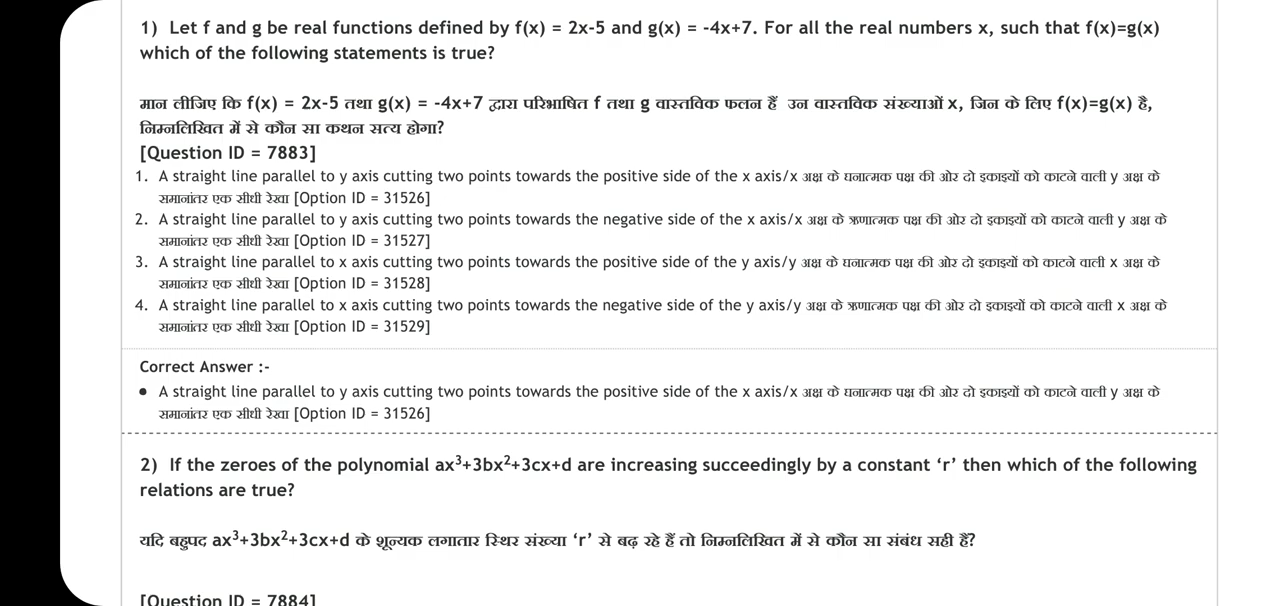 1) Let f and g be real functions defined by f(x) = 2x-5 and g(x) = -4x+7. For all the real numbers x, such that f(x)=g(x)
which of the following statements is true?
मान लीजिए कि f(x) = 2x-5 तथा g(x) = -4x+7 द्वारा परिभाषित f तथा g वास्तविक फलन हैं उन वास्तविक संख्याओं x, जिन के लिए f(x)=g(x) है,
निम्नलिखित में से कौन सा कथन सत्य होगा?
[Question ID = 7883]
1. A straight line parallel to y axis cutting two points towards the positive side of the x axis/x अक्ष के घनात्मक पक्ष की ओर दो इकाइयों को काटने वाली y अक्ष के
समानांतर एक सीधी रेखा [Option ID = 31526]
2. A straight line parallel to y axis cutting two points towards the negative side of the x axis/x अक्ष के ऋणात्मक पक्ष की ओर दो इकाइयों को काटने वाली y अक्ष के
समानांतर एक सीधी रेखा [Option ID = 31527]
3. A straight line parallel to x axis cutting two points towards the positive side of the y axis/y अक्ष के घनात्मक पक्ष की ओर दो इकाइयों को काटने वाली x अक्ष के
समानांतर एक सीधी रेखा [Option ID = 31528]
4. A straight line parallel to x axis cutting two points towards the negative side of the y axis/y अक्ष के ऋणात्मक पक्ष की ओर दो इकाइयों को काटने वाली x अक्ष के
समानांतर एक सीधी रेखा [Option ID = 31529]
Correct Answer :-
• A straight line parallel to y axis cutting two points towards the positive side of the x axis/x अक्ष के घनात्मक पक्ष की ओर दो इकाइयों को काटने वाली y अक्ष के
समानांतर एक सीधी रेखा [Option ID = 31526]
2) If the zeroes of the polynomial ax³+3bx²+3cx+d are increasing succeedingly by a constant ‘r’ then which of the following
relations are true?
यदि बहुपद ax³+3bx²+3cx+d के शून्यक लगातार स्थिर संख्या ‘r’ से बढ़ रहे हैं तो निम्नलिखित में से कौन सा संबंध सही हैं?
[Question ID = 7884]